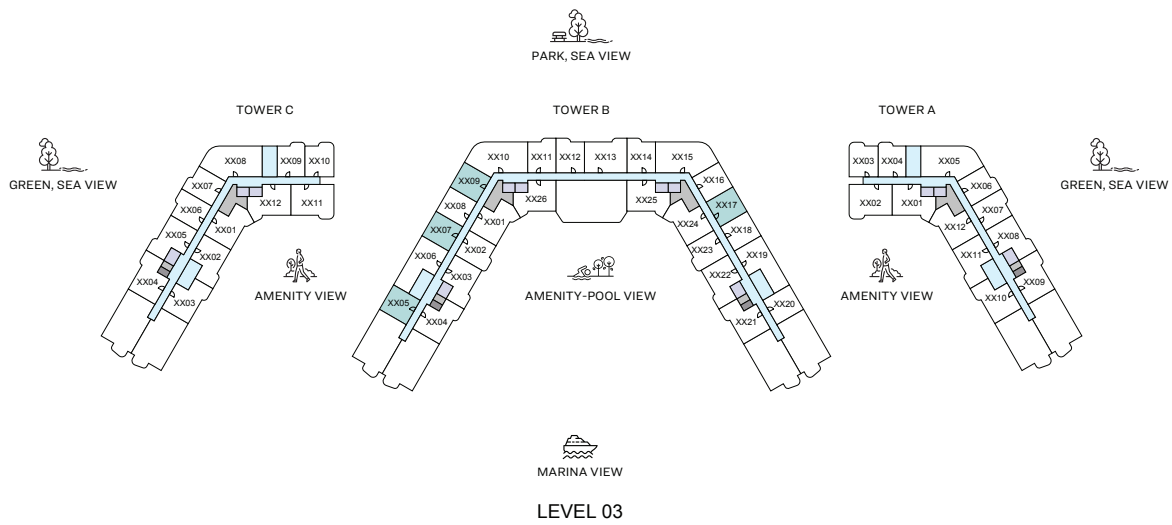 PARK, SEA VIEW
TOWER C
TOWER B
TOWER A
GREEN, SEA VIEW
GREEN, SEA VIEW
XX08
XX09
XX10
XX07
XX06
XX05
XX04
XX12
XX11
XX01
XX02
XX03
AMENITY VIEW
XX10
XX11
XX12
XX13
XX14
XX15
XX09
XX08
XX07
XX06
XX05
XX26
XX01
XX02
XX03
XX04
XX25
XX24
XX23
XX22
XX21
XX16
XX17
XX18
XX19
XX20
AMENITY-POOL VIEW
XX03
XX04
XX05
XX02
XX01
XX06
XX07
XX08
XX09
XX12
XX11
XX10
AMENITY VIEW
MARINA VIEW
LEVEL 03